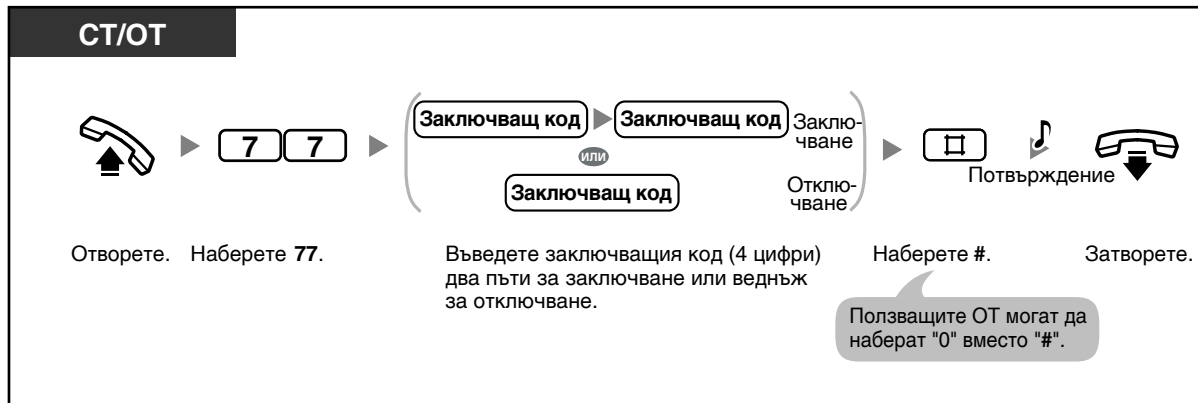 CT/OT
Заключващ код Заключващ код Заклю-
чване
или
Заключващ код Отклю-
чване
7 7
#
Потвърждение
Отворете. Наберете 77.
Въведете заключващия код (4 цифри)
два пъти за заключване или веднъж
за отключване.
Наберете #.
Затворете.
Ползващите ОТ могат да
наберат "0" вместо "#".